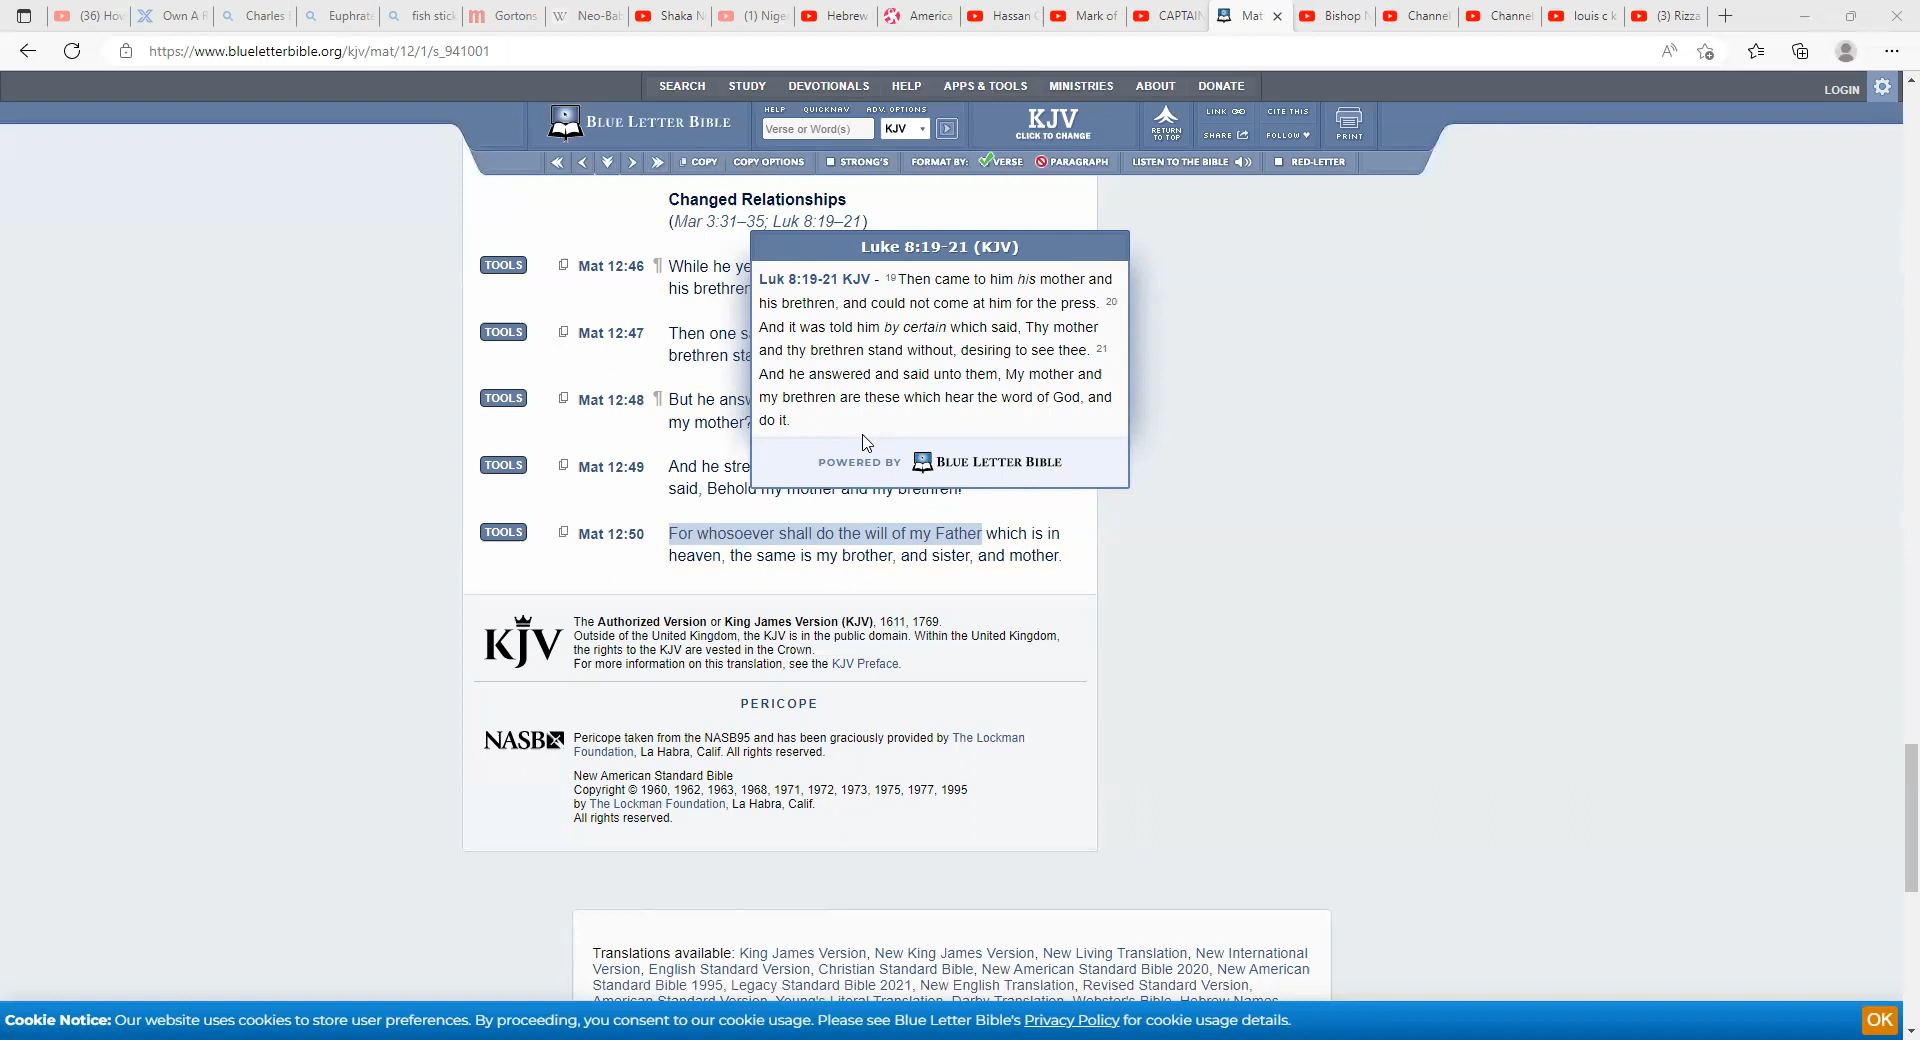 (36) Hov
Own A R
Charles
Euphrate
fish stick
Gortons
Neo-Bab
Shaka N
(1) Nige
Hebrew
America
Hassan
Mark of
CAPTAIN
Mat
Bishop N
Channel
Channel
louis c k
(3) Rizza
https://www.blueletterbible.org/kjv/mat/12/1/s_941001
SEARCH STUDY DEVOTIONALS HELP APPS & TOOLS MINISTRIES ABOUT DONATE
LOGIN
BLUE LETTER BIBLE
HELP QUICKNAV ADV. OPTIONS
Verse or Word(s) KJV
KJV
CLICK TO CHANGE
RETURN
TO TOP
LINK CITE THIS
SHARE FOLLOW
PRINT
COPY COPY OPTIONS STRONG'S FORMAT BY: VERSE PARAGRAPH LISTEN TO THE BIBLE RED-LETTER
Changed Relationships
(Mar 3:31–35; Luk 8:19–21)
TOOLS Mat 12:46 ¶ While he ye
his brethren
TOOLS Mat 12:47 Then one s
brethren sta
TOOLS Mat 12:48 ¶ But he answ
my mother?
TOOLS Mat 12:49 And he stre
said, Behold my mother and my brethren!
TOOLS Mat 12:50 For whosoever shall do the will of my Father which is in
heaven, the same is my brother, and sister, and mother.
Luke 8:19-21 (KJV)
Luk 8:19-21 KJV - 19 Then came to him his mother and
his brethren, and could not come at him for the press. 20
And it was told him by certain which said, Thy mother
and thy brethren stand without, desiring to see thee. 21
And he answered and said unto them, My mother and
my brethren are these which hear the word of God, and
do it.
POWERED BY BLUE LETTER BIBLE
KJV
The Authorized Version or King James Version (KJV), 1611, 1769.
Outside of the United Kingdom, the KJV is in the public domain. Within the United Kingdom,
the rights to the KJV are vested in the Crown.
For more information on this translation, see the KJV Preface.
PERICOPE
NASB
Pericope taken from the NASB95 and has been graciously provided by The Lockman
Foundation, La Habra, Calif. All rights reserved.
New American Standard Bible
Copyright © 1960, 1962, 1963, 1968, 1971, 1972, 1973, 1975, 1977, 1995
by The Lockman Foundation, La Habra, Calif.
All rights reserved.
Translations available: King James Version, New King James Version, New Living Translation, New International
Version, English Standard Version, Christian Standard Bible, New American Standard Bible 2020, New American
Standard Bible 1995, Legacy Standard Bible 2021, New English Translation, Revised Standard Version,
American Standard Version, Young's Literal Translation, Darby Translation, Webster's Bible, Hebrew Names
Cookie Notice: Our website uses cookies to store user preferences. By proceeding, you consent to our cookie usage. Please see Blue Letter Bible's Privacy Policy for cookie usage details.
OK